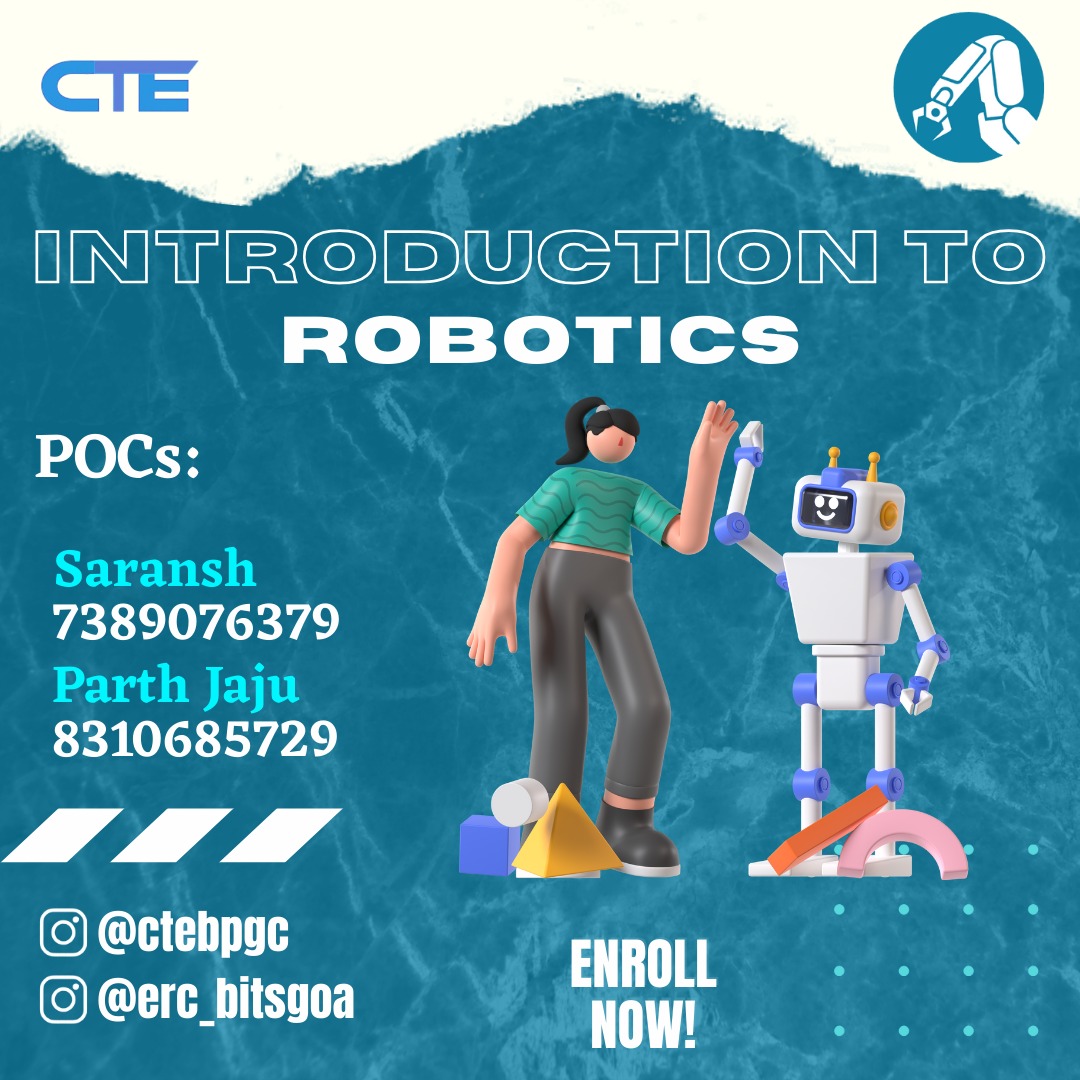 CTE
INTRODUCTION TO
ROBOTICS
POCs:
Saransh
7389076379
Parth Jaju
8310685729
@ctebpgc
@erc_bitsgoa
ENROLL
NOW!